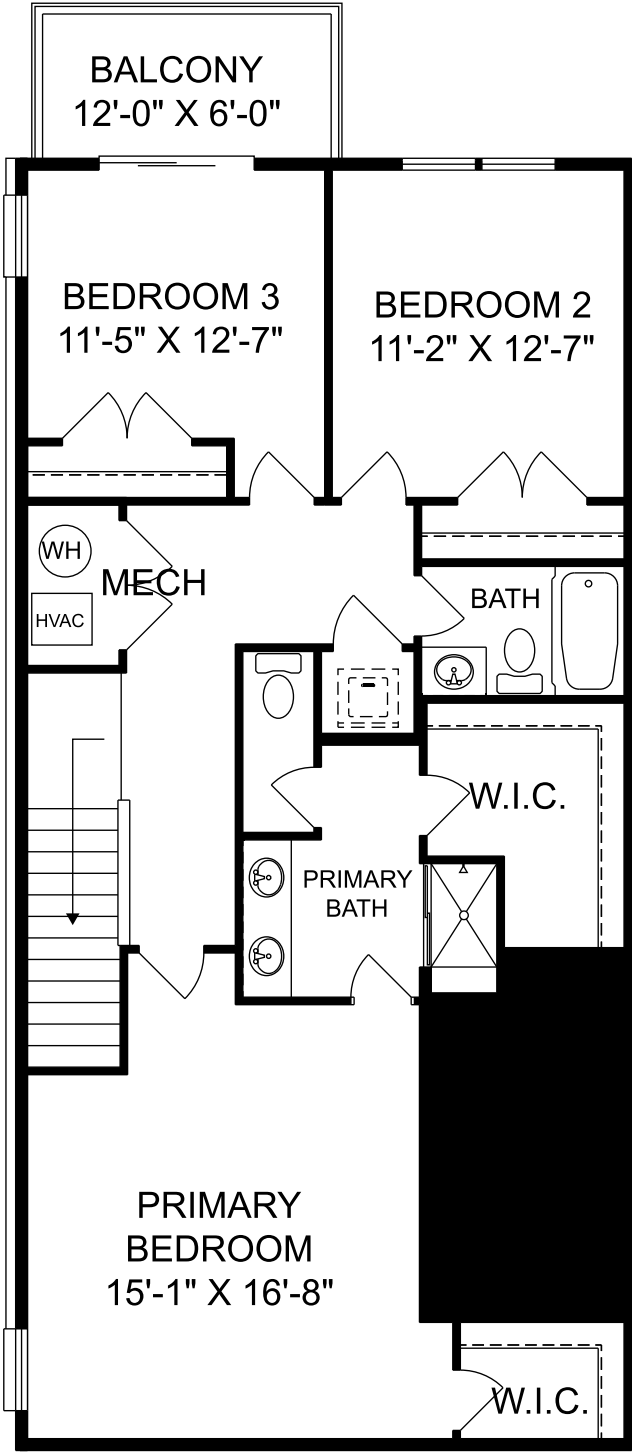 BALCONY
12'-0" X 6'-0"
BEDROOM 3
11'-5" X 12'-7"
BEDROOM 2
11'-2" X 12'-7"
WH
MECH
HVAC
BATH
W.I.C.
PRIMARY
BATH
PRIMARY
BEDROOM
15'-1" X 16'-8"
W.I.C.